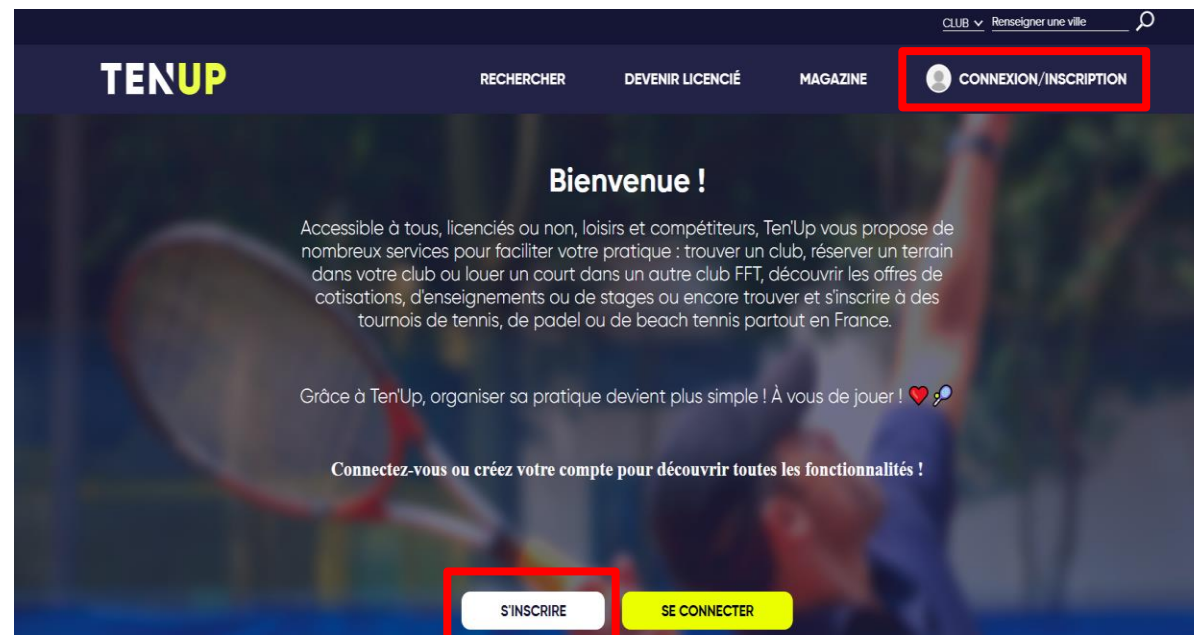 CLUB Renseigner une ville
TEN'UP
RECHERCHER DEVENIR LICENCIÉ MAGAZINE CONNEXION/INSCRIPTION
Bienvenue !
Accessible à tous, licenciés ou non, loisirs et compétiteurs, Ten'Up vous propose de
nombreux services pour faciliter votre pratique : trouver un club, réserver un terrain
dans votre club ou louer un court dans un autre club FFT, découvrir les offres de
cotisations, d'enseignements ou de stages ou encore trouver et s'inscrire à des
tournois de tennis, de padel ou de beach tennis partout en France.
Grâce à Ten'Up, organiser sa pratique devient plus simple ! À vous de jouer ! ❤️🎾
Connectez-vous ou créez votre compte pour découvrir toutes les fonctionnalités !
S'INSCRIRE SE CONNECTER